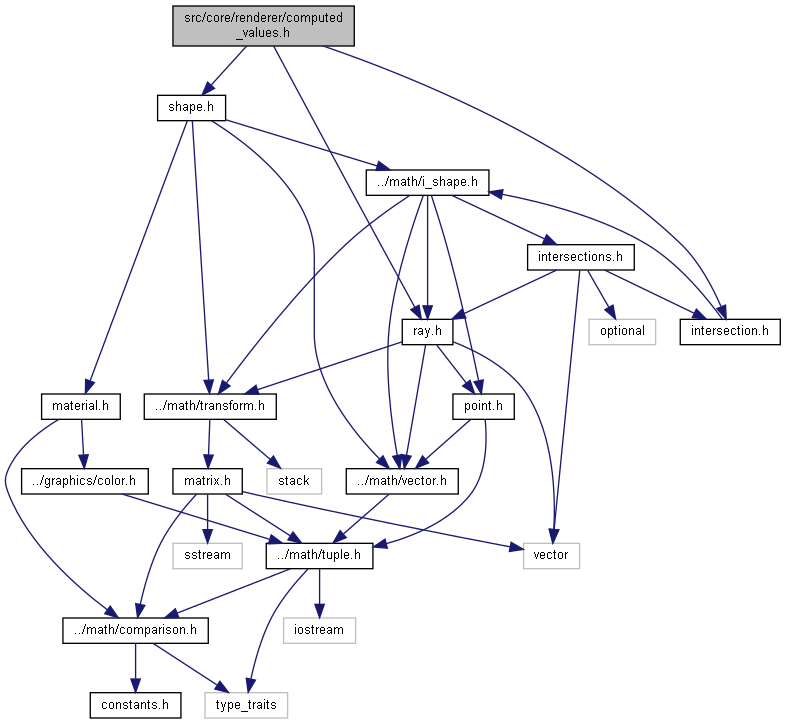 src/core/renderer/computed
_values.h
shape.h
../math/i_shape.h
intersections.h
ray.h
optional
intersection.h
material.h
../math/transform.h
point.h
../graphics/color.h
matrix.h
stack
../math/vector.h
sstream
../math/tuple.h
vector
../math/comparison.h
iostream
constants.h
type_traits